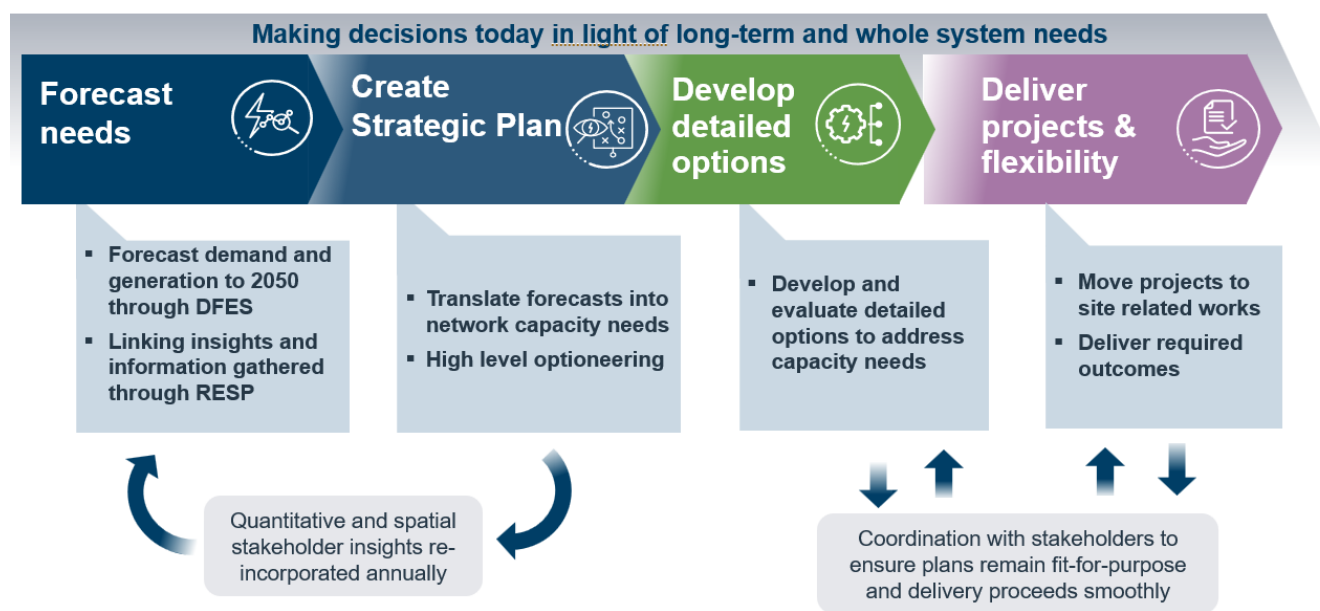 Making decisions today in light of long-term and whole system needs
Forecast
needs
Create
Strategic Plan
Develop
detailed
options
Deliver
projects &
flexibility
▪ Forecast demand and
generation to 2050
through DFES
▪ Linking insights and
information gathered
through RESP
▪ Translate forecasts into
network capacity needs
▪ High level optioneering
▪ Develop and
evaluate detailed
options to address
capacity needs
▪ Move projects to
site related works
▪ Deliver required
outcomes
Quantitative and spatial
stakeholder insights re-
incorporated annually
Coordination with stakeholders to
ensure plans remain fit-for-purpose
and delivery proceeds smoothly